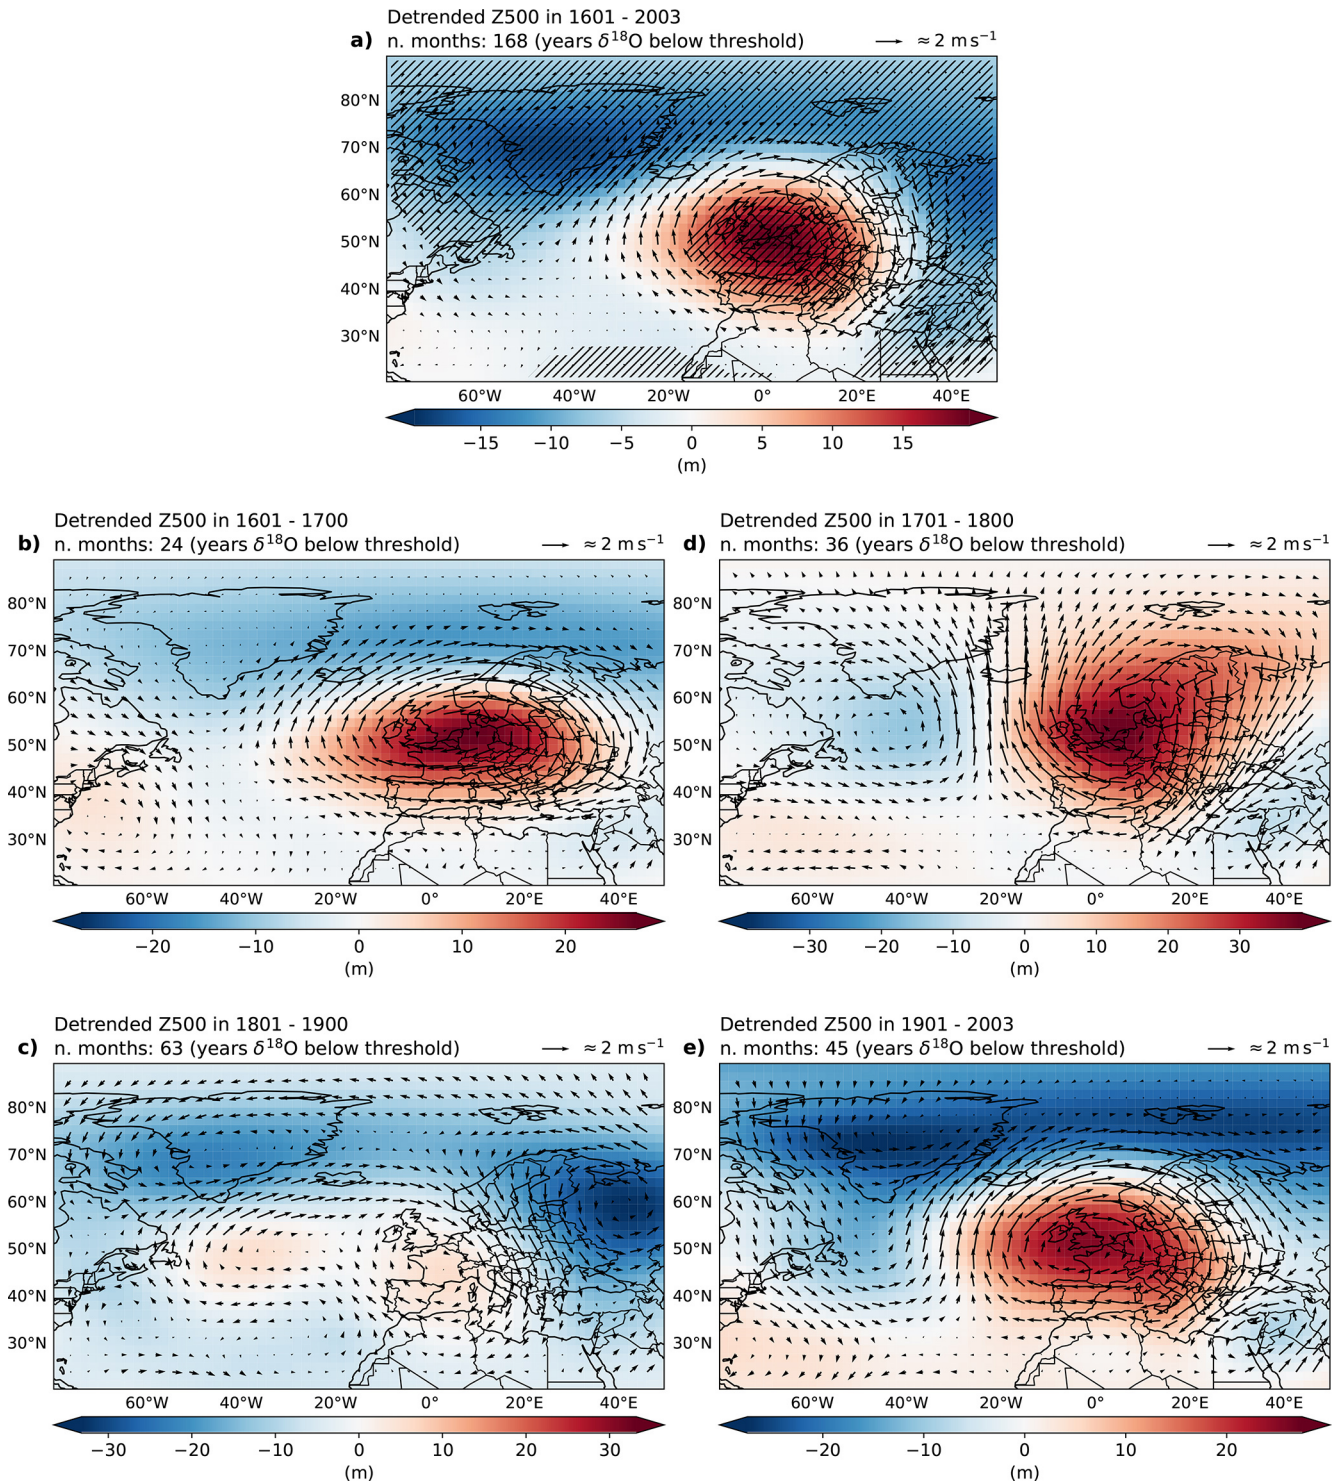 Detrended Z500 in 1601 - 2003
a) n. months: 168 (years δ¹⁸O below threshold) ≈ 2 m s⁻¹
80°N
70°N
60°N
50°N
40°N
30°N
60°W 40°W 20°W 0° 20°E 40°E
−15 −10 −5 0 5 10 15
(m)
Detrended Z500 in 1601 - 1700
b) n. months: 24 (years δ¹⁸O below threshold) ≈ 2 m s⁻¹
80°N
70°N
60°N
50°N
40°N
30°N
60°W 40°W 20°W 0° 20°E 40°E
−20 −10 0 10 20
(m)
Detrended Z500 in 1701 - 1800
d) n. months: 36 (years δ¹⁸O below threshold) ≈ 2 m s⁻¹
80°N
70°N
60°N
50°N
40°N
30°N
60°W 40°W 20°W 0° 20°E 40°E
−30 −20 −10 0 10 20 30
(m)
Detrended Z500 in 1801 - 1900
c) n. months: 63 (years δ¹⁸O below threshold) ≈ 2 m s⁻¹
80°N
70°N
60°N
50°N
40°N
30°N
60°W 40°W 20°W 0° 20°E 40°E
−30 −20 −10 0 10 20 30
(m)
Detrended Z500 in 1901 - 2003
e) n. months: 45 (years δ¹⁸O below threshold) ≈ 2 m s⁻¹
80°N
70°N
60°N
50°N
40°N
30°N
60°W 40°W 20°W 0° 20°E 40°E
−20 −10 0 10 20
(m)